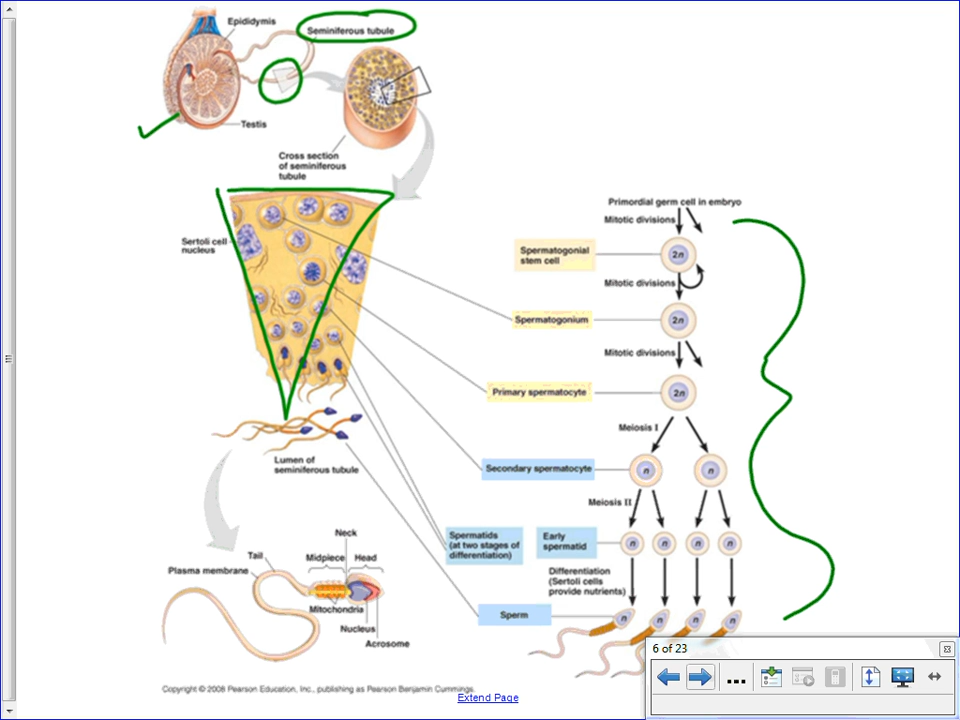 Epididymis
Seminiferous tubule
Testis
Cross section
of seminiferous
tubule
Primordial germ cell in embryo
Mitotic divisions
Sertoli cell
nucleus
Spermatogonial
stem cell
2n
Mitotic divisions
Spermatogonium
2n
Mitotic divisions
Primary spermatocyte
2n
Meiosis I
Secondary spermatocyte
n
n
Lumen of
seminiferous tubule
Meiosis II
Spermatids
(at two stages of
differentiation)
Early
spermatid
n
n
n
n
Neck
Tail
Midpiece
Head
Plasma membrane
Differentiation
(Sertoli cells
provide nutrients)
Mitochondria
Sperm
n
n
n
n
Nucleus
Acrosome
6 of 23
Copyright © 2008 Pearson Education, Inc., publishing as Pearson Benjamin Cummings.
Extend Page